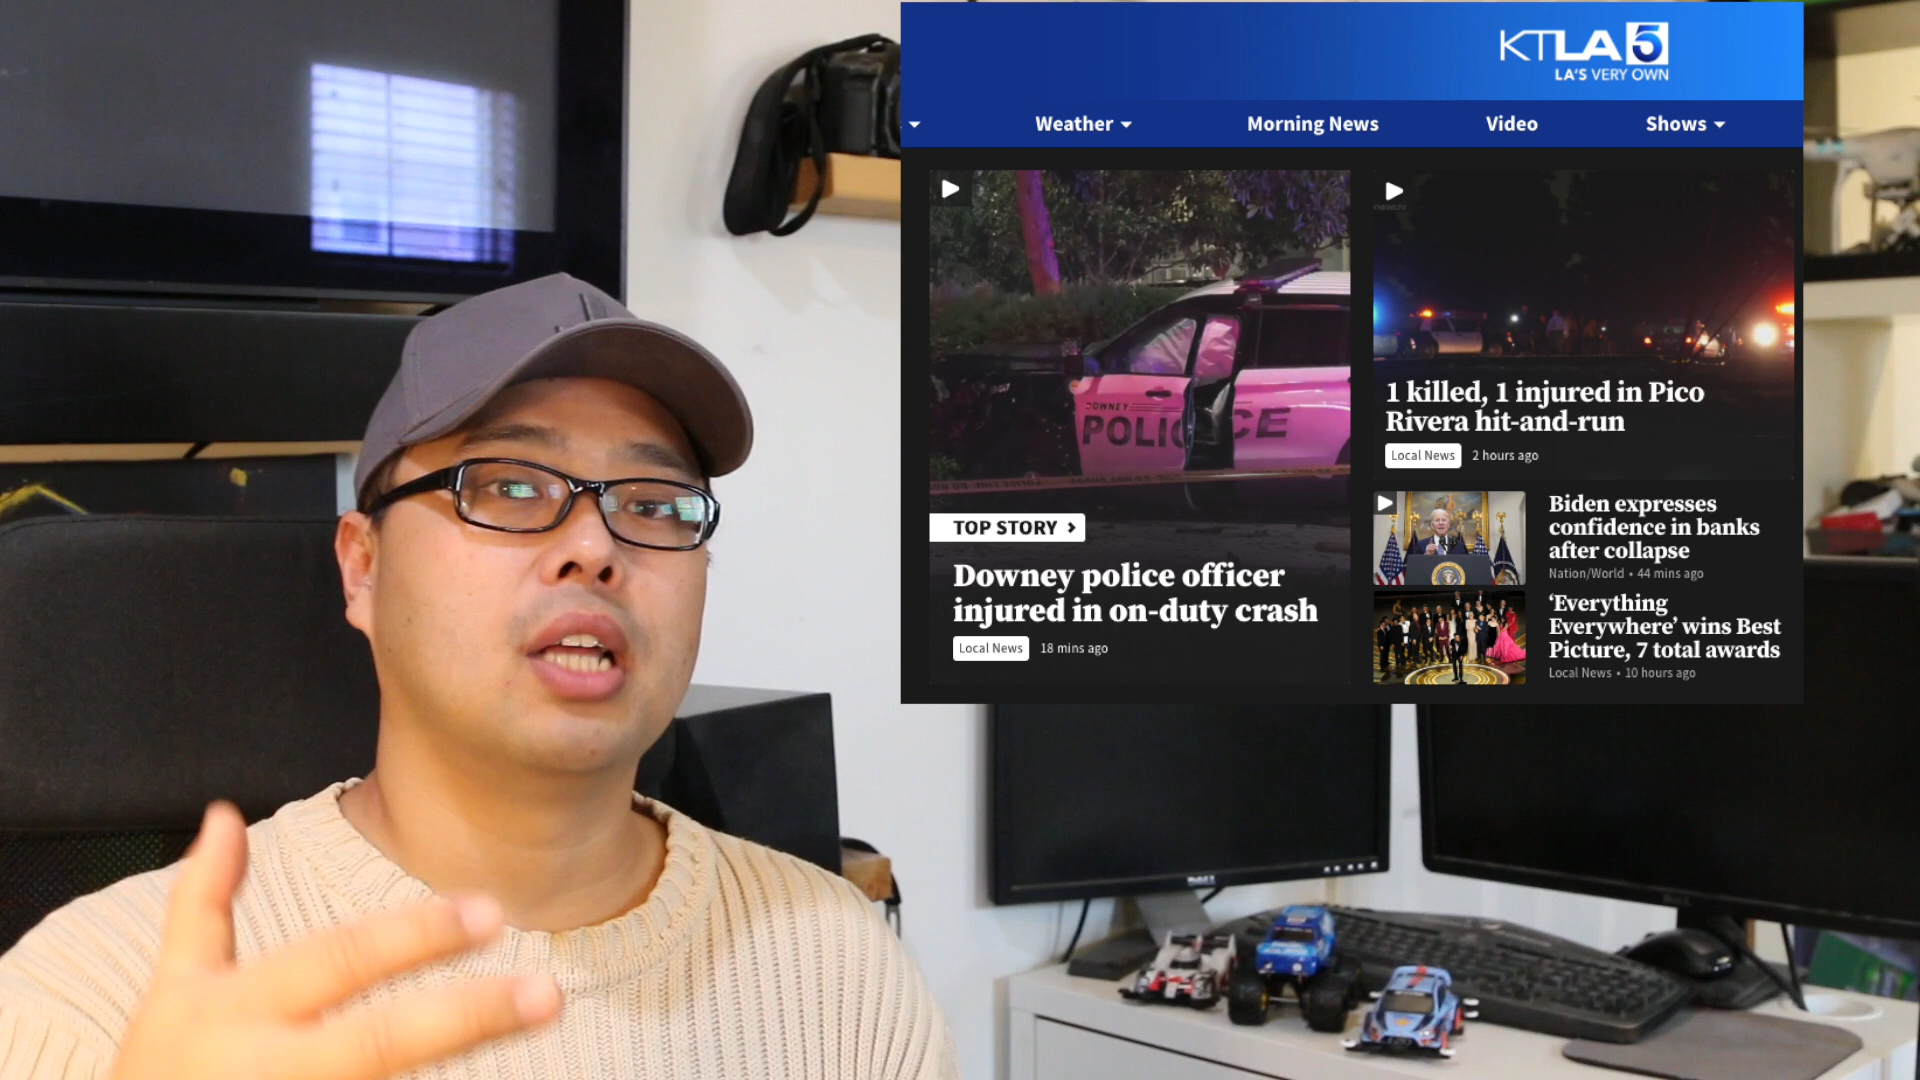 KTLA 5
LA'S VERY OWN
Weather
Morning News
Video
Shows
DOWNEY
POLICE
TOP STORY
Downey police officer
injured in on-duty crash
Local News
18 mins ago
1 killed, 1 injured in Pico
Rivera hit-and-run
Local News
2 hours ago
Biden expresses
confidence in banks
after collapse
Nation/World • 44 mins ago
‘Everything
Everywhere’ wins Best
Picture, 7 total awards
Local News • 10 hours ago